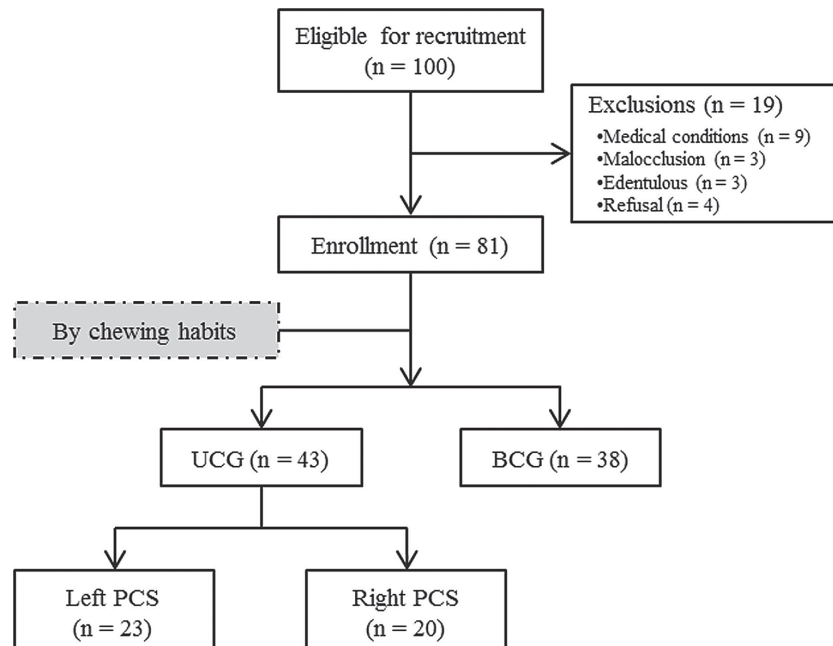 Eligible for recruitment
(n = 100)
Exclusions (n = 19)
•Medical conditions (n = 9)
•Malocclusion (n = 3)
•Edentulous (n = 3)
•Refusal (n = 4)
Enrollment (n = 81)
By chewing habits
UCG (n = 43)
BCG (n = 38)
Left PCS
(n = 23)
Right PCS
(n = 20)